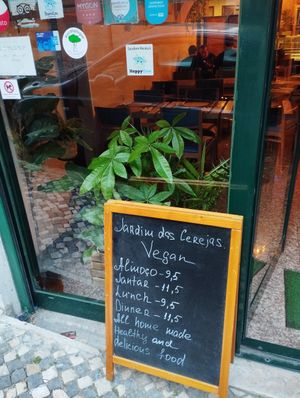 HappyCow
Jardim das Cerejas
Vegan
Almoço - 9,5
Jantar - 11,5
Lunch - 9,5
Dinner - 11,5
All home made
Healthy and
delicious food